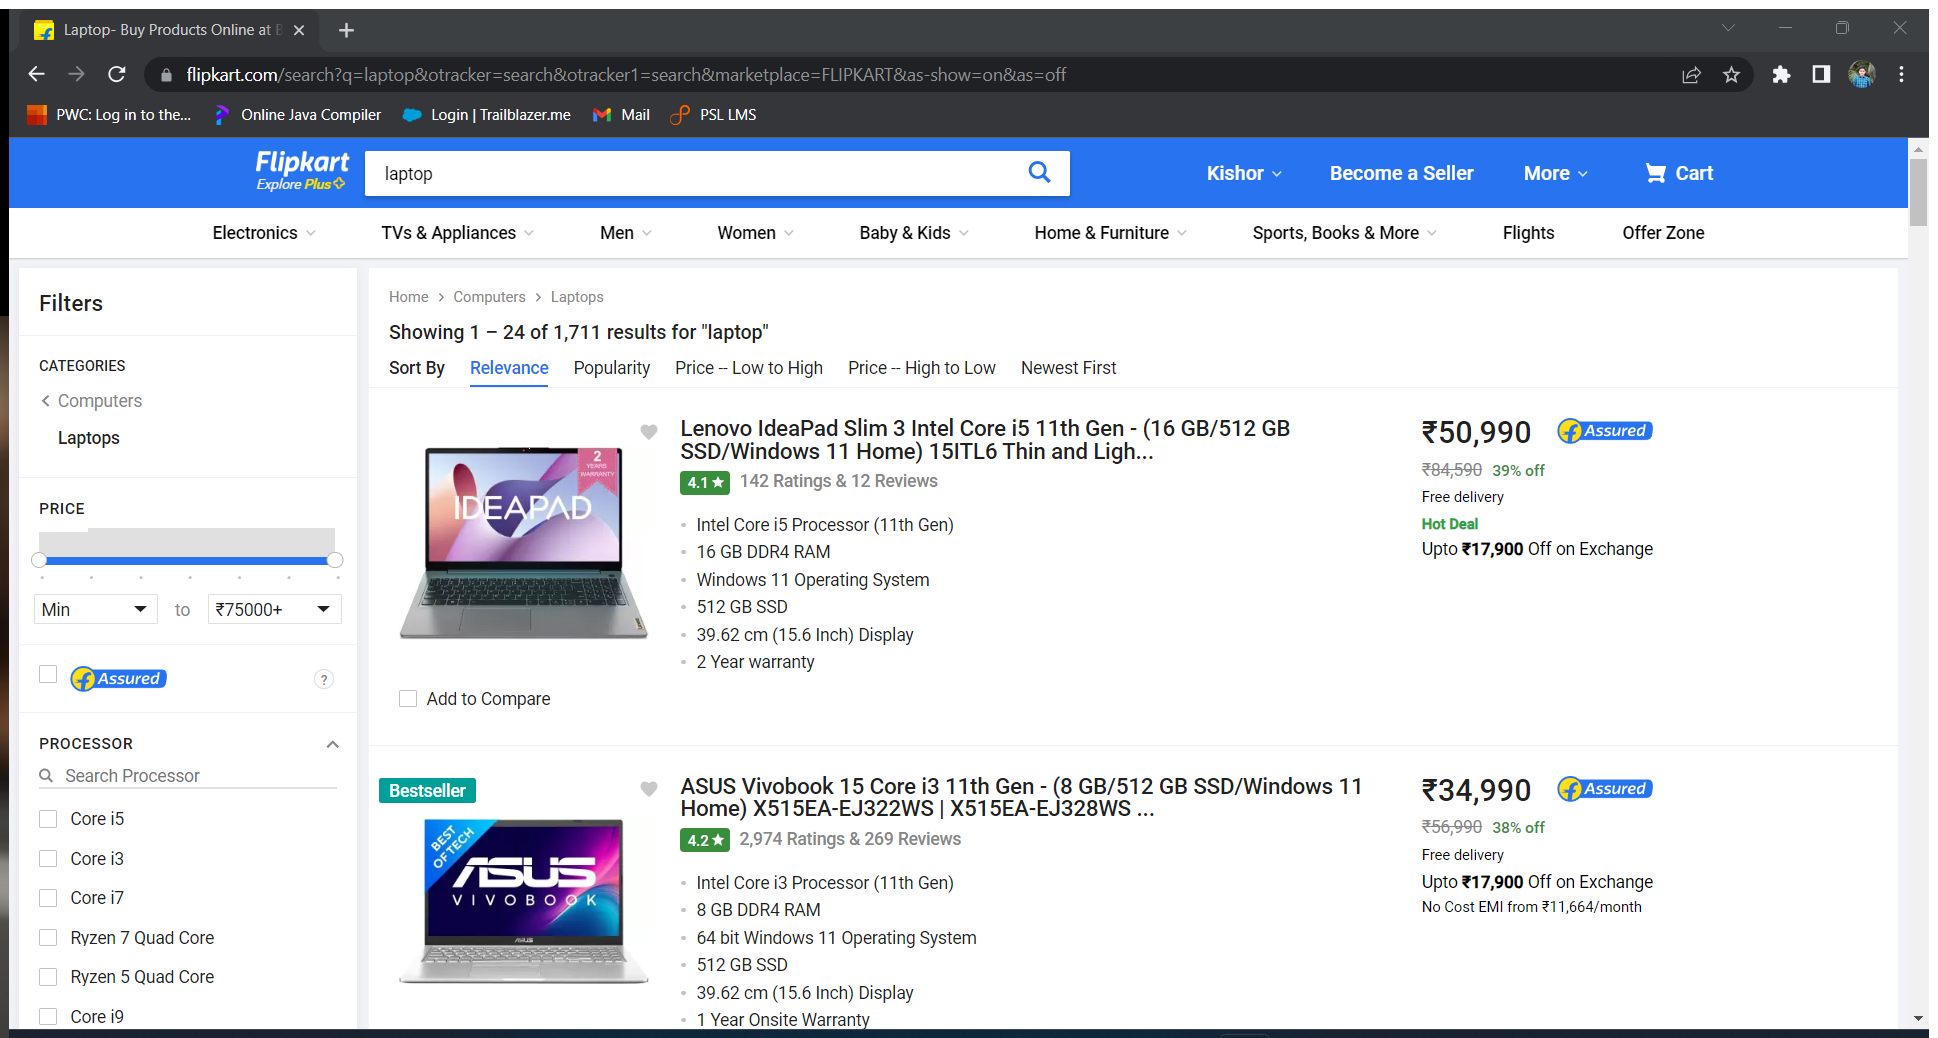 Laptop- Buy Products Online at B
flipkart.com/search?q=laptop&otracker=search&otracker1=search&marketplace=FLIPKART&as-show=on&as=off
PWC: Log in to the... Online Java Compiler Login | Trailblazer.me Mail PSL LMS
Flipkart
Explore Plus
laptop
Kishor Become a Seller More Cart
Electronics TVs & Appliances Men Women Baby & Kids Home & Furniture Sports, Books & More Flights Offer Zone
Filters
CATEGORIES
Computers
Laptops
PRICE
Min to ₹75000+
Assured ?
PROCESSOR
Search Processor
Core i5
Core i3
Core i7
Ryzen 7 Quad Core
Ryzen 5 Quad Core
Core i9
Home > Computers > Laptops
Showing 1 – 24 of 1,711 results for "laptop"
Sort By Relevance Popularity Price -- Low to High Price -- High to Low Newest First
2
YEARS
WARRANTY
IDEAPAD
Add to Compare
Lenovo IdeaPad Slim 3 Intel Core i5 11th Gen - (16 GB/512 GB
SSD/Windows 11 Home) 15ITL6 Thin and Ligh...
4.1★ 142 Ratings & 12 Reviews
Intel Core i5 Processor (11th Gen)
16 GB DDR4 RAM
Windows 11 Operating System
512 GB SSD
39.62 cm (15.6 Inch) Display
2 Year warranty
₹50,990 Assured
₹84,590 39% off
Free delivery
Hot Deal
Upto ₹17,900 Off on Exchange
Bestseller
BEST
OF TECH
ASUS
VIVOBOOK
ASUS
ASUS Vivobook 15 Core i3 11th Gen - (8 GB/512 GB SSD/Windows 11
Home) X515EA-EJ322WS | X515EA-EJ328WS ...
4.2★ 2,974 Ratings & 269 Reviews
Intel Core i3 Processor (11th Gen)
8 GB DDR4 RAM
64 bit Windows 11 Operating System
512 GB SSD
39.62 cm (15.6 Inch) Display
1 Year Onsite Warranty
₹34,990 Assured
₹56,990 38% off
Free delivery
Upto ₹17,900 Off on Exchange
No Cost EMI from ₹11,664/month